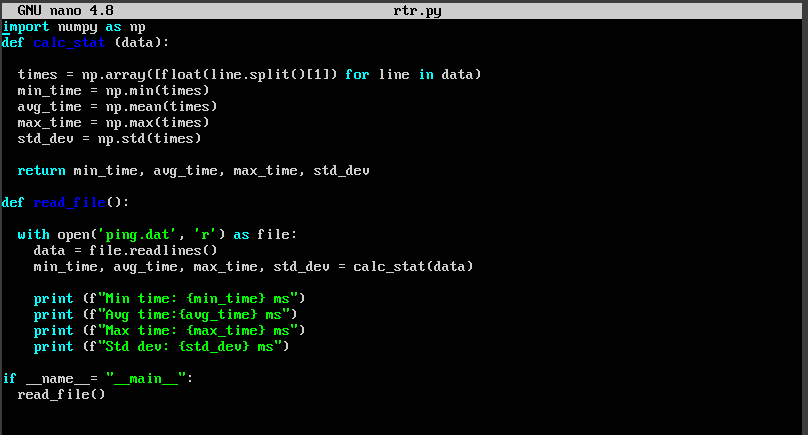 GNU nano 4.8 rtr.py
import numpy as np
def calc_stat (data):
times = np.array([float(line.split()[1]) for line in data)
min_time = np.min(times)
avg_time = np.mean(times)
max_time = np.max(times)
std_dev = np.std(times)
return min_time, avg_time, max_time, std_dev
def read_file():
with open('ping.dat', 'r') as file:
data = file.readlines()
min_time, avg_time, max_time, std_dev = calc_stat(data)
print (f"Min time: {min_time} ms")
print (f"Avg time:{avg_time} ms")
print (f"Max time: {max_time} ms")
print (f"Std dev: {std_dev} ms")
if __name__= "__main__":
read_file()